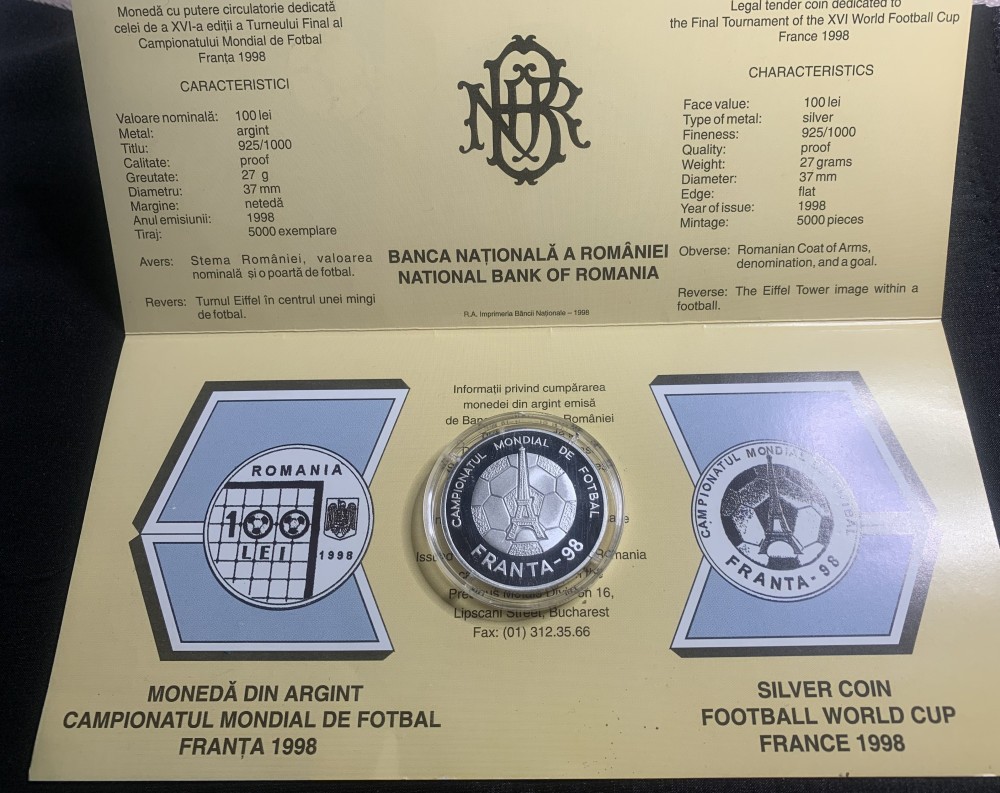 Monedă cu putere circulatorie dedicată
celei de a XVI-a ediții a Turneului Final al
Campionatului Mondial de Fotbal
Franța 1998
CARACTERISTICI
Valoare nominală: 100 lei
Metal: argint
Titlu: 925/1000
Calitate: proof
Greutate: 27 g
Diametru: 37 mm
Margine: netedă
Anul emisiunii: 1998
Tiraj: 5000 exemplare
Avers: Stema României, valoarea
nominală și o poartă de fotbal.
Revers: Turnul Eiffel în centrul unei mingi
de fotbal.
BNR
BANCA NAȚIONALĂ A ROMÂNIEI
NATIONAL BANK OF ROMANIA
R.A. Imprimeria Băncii Naționale – 1998
Legal tender coin dedicated to
the Final Tournament of the XVI World Football Cup
France 1998
CHARACTERISTICS
Face value: 100 lei
Type of metal: silver
Fineness: 925/1000
Quality: proof
Weight: 27 grams
Diameter: 37 mm
Edge: flat
Year of issue: 1998
Mintage: 5000 pieces
Obverse: Romanian Coat of Arms,
denomination, and a goal.
Reverse: The Eiffel Tower image within a
football.
ROMANIA
100
LEI
1998
MONEDĂ DIN ARGINT
CAMPIONATUL MONDIAL DE FOTBAL
FRANȚA 1998
Informații privind cumpărarea
monedei din argint emisă
de României
CAMPIONATUL MONDIAL DE FOTBAL
FRANTA-98
16,
Lipscani Street, Bucharest
Fax: (01) 312.35.66
CAMPIONATUL MONDIAL
FRANTA-98
SILVER COIN
FOOTBALL WORLD CUP
FRANCE 1998